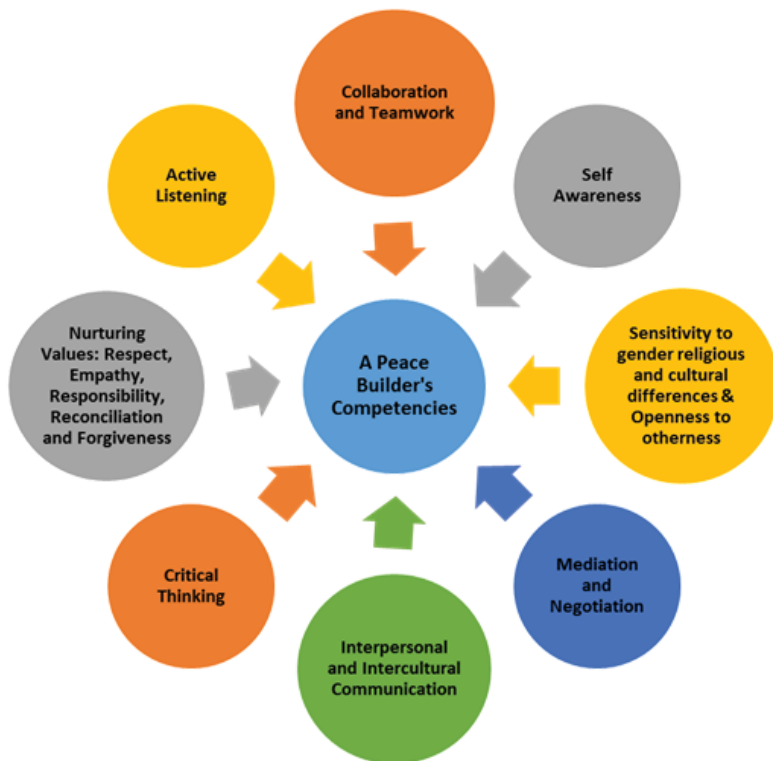 Collaboration
and Teamwork
Self
Awareness
Sensitivity to
gender religious
and cultural
differences &
Openness to
otherness
Mediation
and
Negotiation
Interpersonal
and Intercultural
Communication
Critical
Thinking
Nurturing
Values: Respect,
Empathy,
Responsibility,
Reconciliation
and Forgiveness
Active
Listening
A Peace
Builder's
Competencies